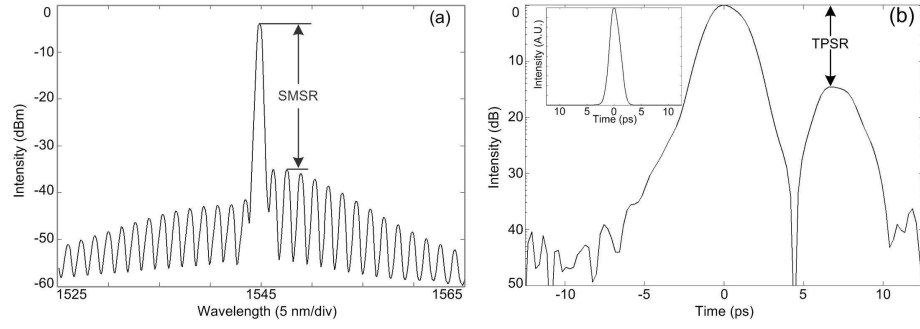 (a)
0
-10
-20
-30
-40
-50
-60
Intensity (dBm)
SMSR
1525
1545
1565
Wavelength (5 nm/div)
(b)
0
10
20
30
40
50
Intensity (dB)
TPSR
Intensity (A.U.)
10
5
0
5
10
Time (ps)
-10
-5
0
5
10
Time (ps)